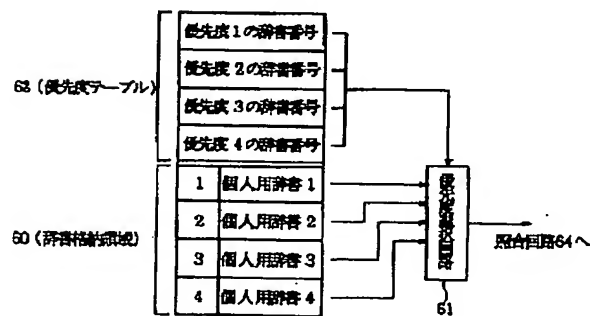 優先度1の辞書番号
優先度2の辞書番号
62（優先度テーブル）
優先度3の辞書番号
優先度4の辞書番号
1 個人用辞書1
2 個人用辞書2
60（辞書格納領域）
3 個人用辞書3
4 個人用辞書4
照合回路64へ
61